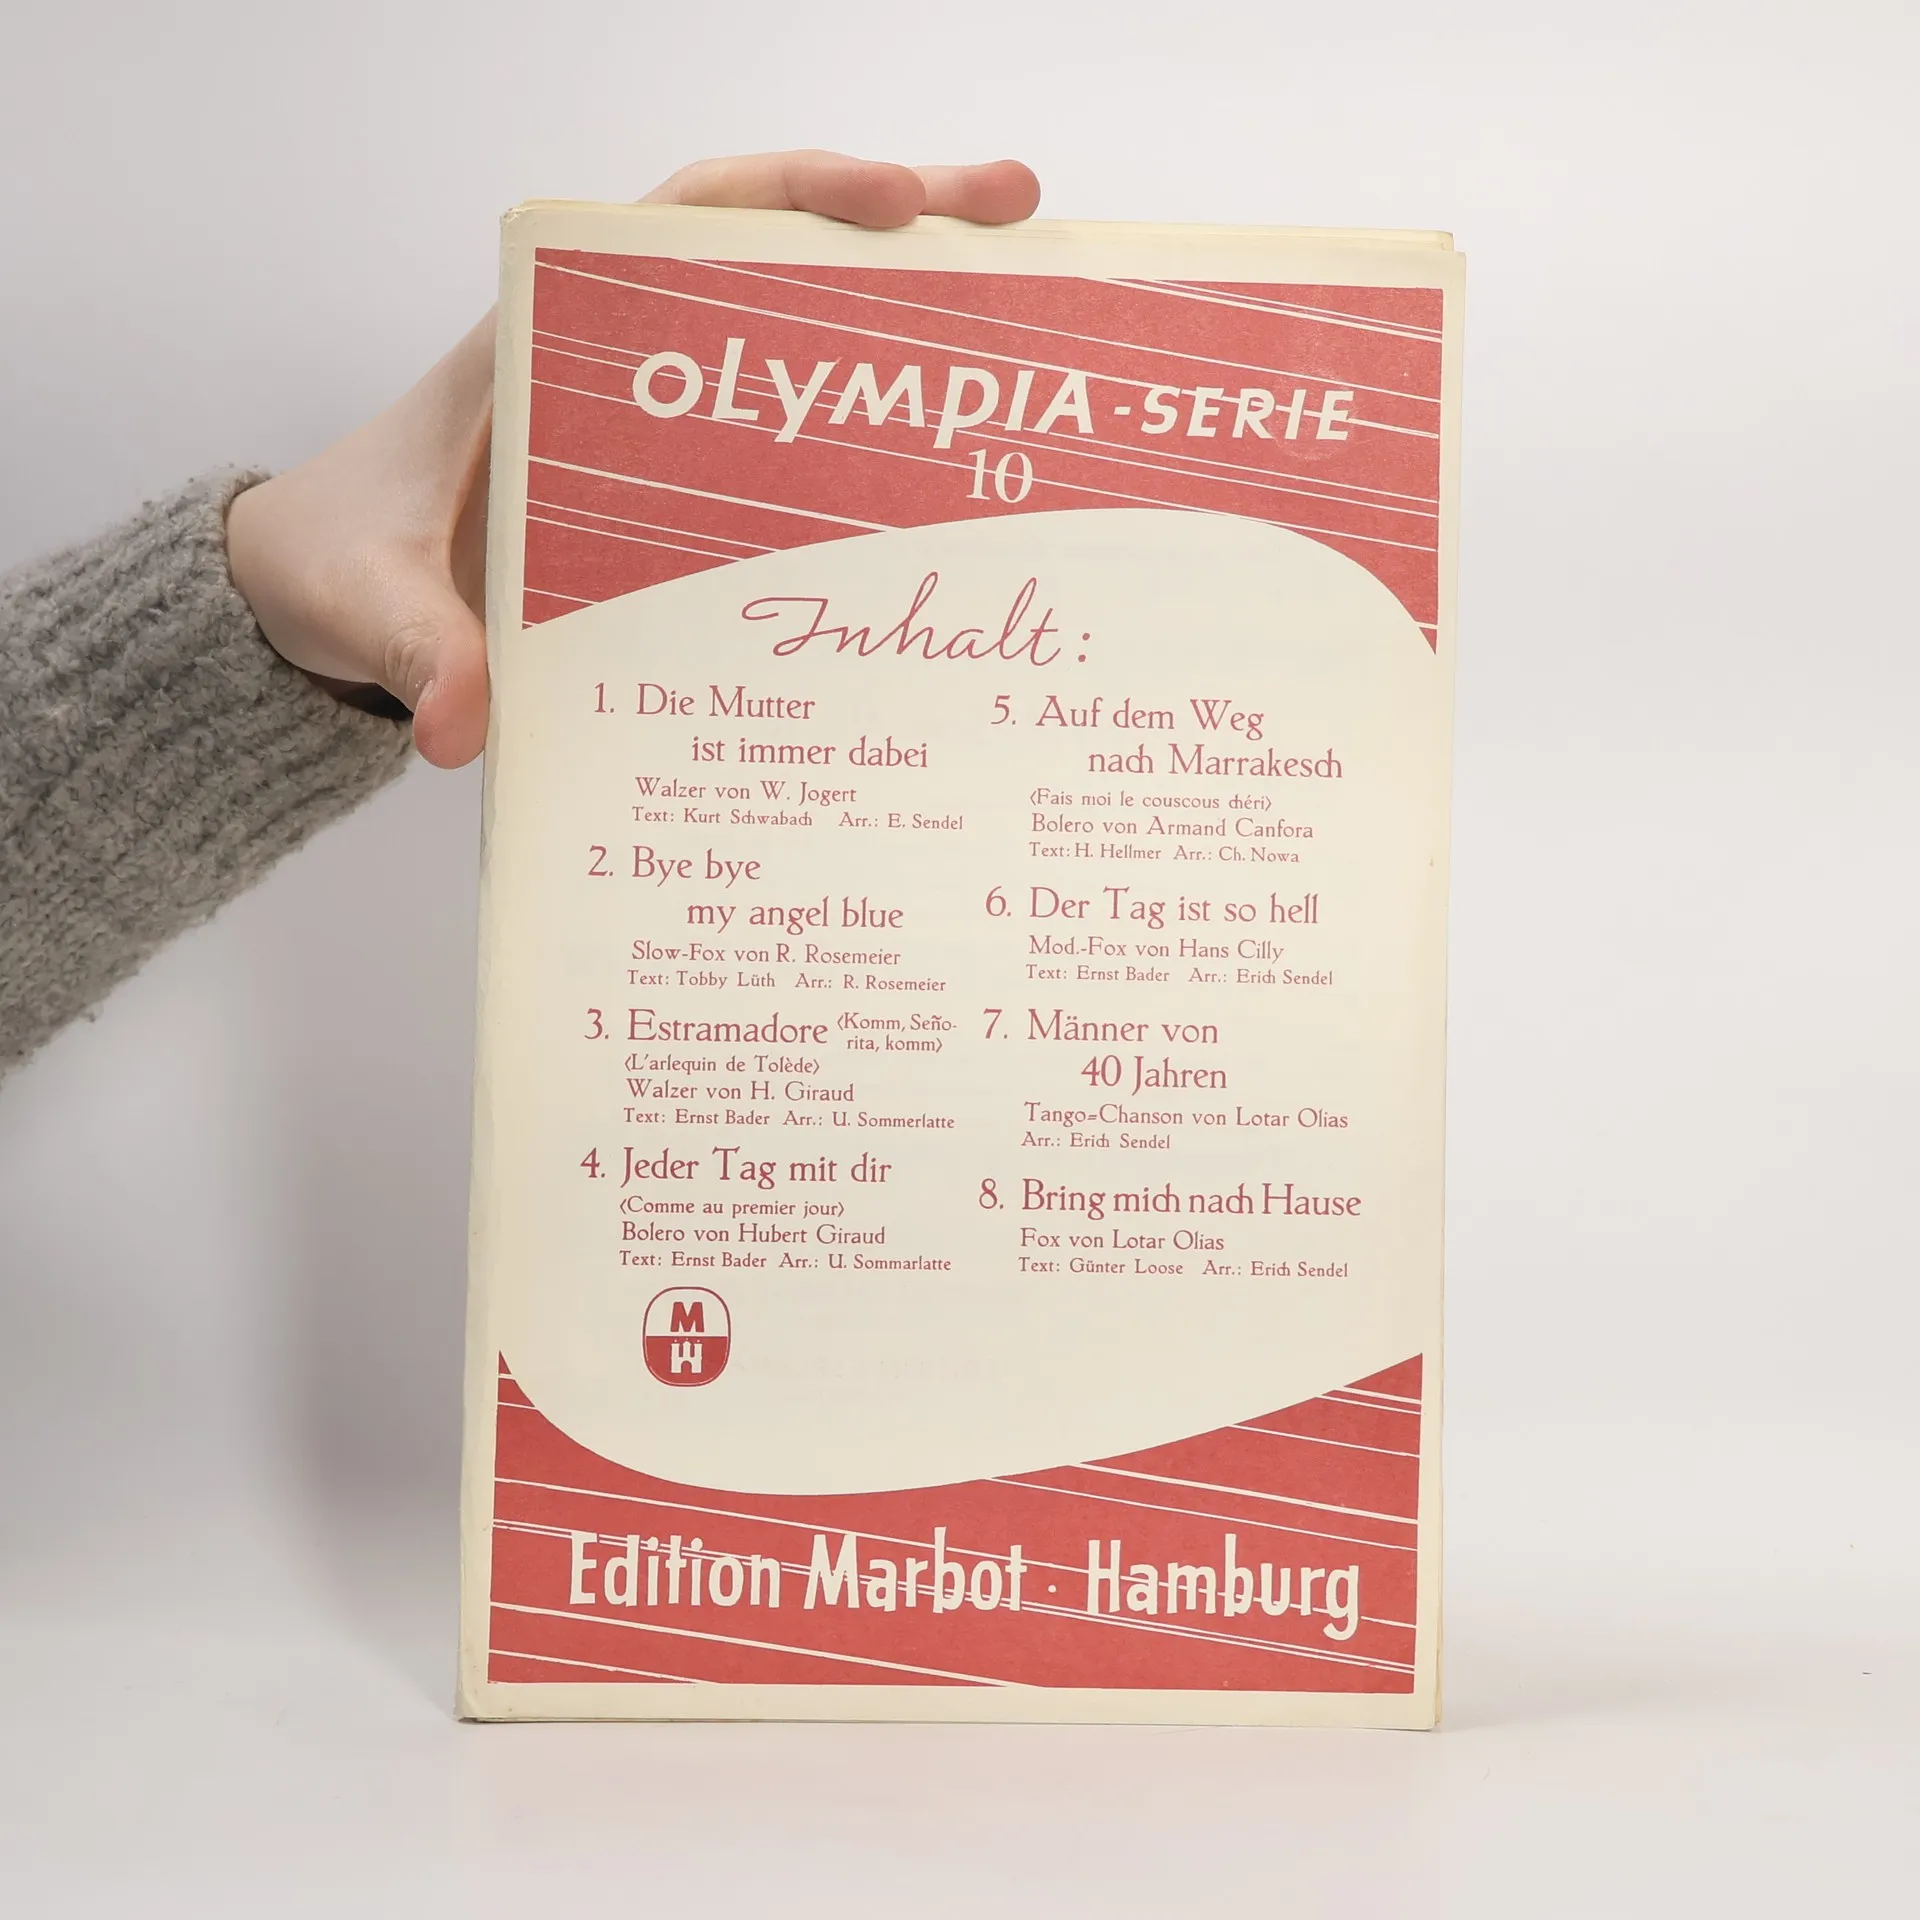 OLYMPIA-SERIE
10
Inhalt:
1. Die Mutter
ist immer dabei
Walzer von W. Jogert
Text: Kurt Schwabach Arr.: E. Sendel
2. Bye bye
my angel blue
Slow-Fox von R. Rosemeier
Text: Tobby Lüth Arr.: R. Rosemeier
3. Estramadore (Komm, Seño-
rita, komm)
(L'arlequin de Tolède)
Walzer von H. Giraud
Text: Ernst Bader Arr.: U. Sommerlatte
4. Jeder Tag mit dir
(Comme au premier jour)
Bolero von Hubert Giraud
Text: Ernst Bader Arr.: U. Sommarlatte
5. Auf dem Weg
nach Marrakesch
(Fais moi le couscous chéri)
Bolero von Armand Canfora
Text: H. Hellmer Arr.: Ch. Nowa
6. Der Tag ist so hell
Mod.-Fox von Hans Cilly
Text: Ernst Bader Arr.: Erich Sendel
7. Männer von
40 Jahren
Tango=Chanson von Lotar Olias
Arr.: Erich Sendel
8. Bring mich nach Hause
Fox von Lotar Olias
Text: Günter Loose Arr.: Erich Sendel
M
Edition Marbot · Hamburg